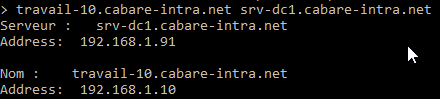 > travail-10.cabare-intra.net srv-dc1.cabare-intra.net
Serveur :   srv-dc1.cabare-intra.net
Address:  192.168.1.91
Nom :    travail-10.cabare-intra.net
Address:  192.168.1.10